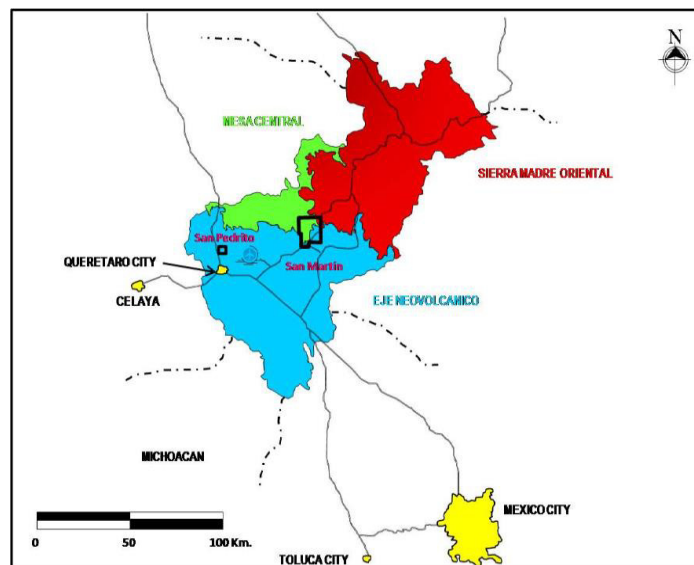 N
MESA CENTRAL
SIERRA MADRE ORIENTAL
San Pedrito
QUERETARO CITY
San Martin
CELAYA
EJE NEOVOLCANICO
MICHOACAN
MEXICO CITY
0 50 100 Km.
TOLUCA CITY